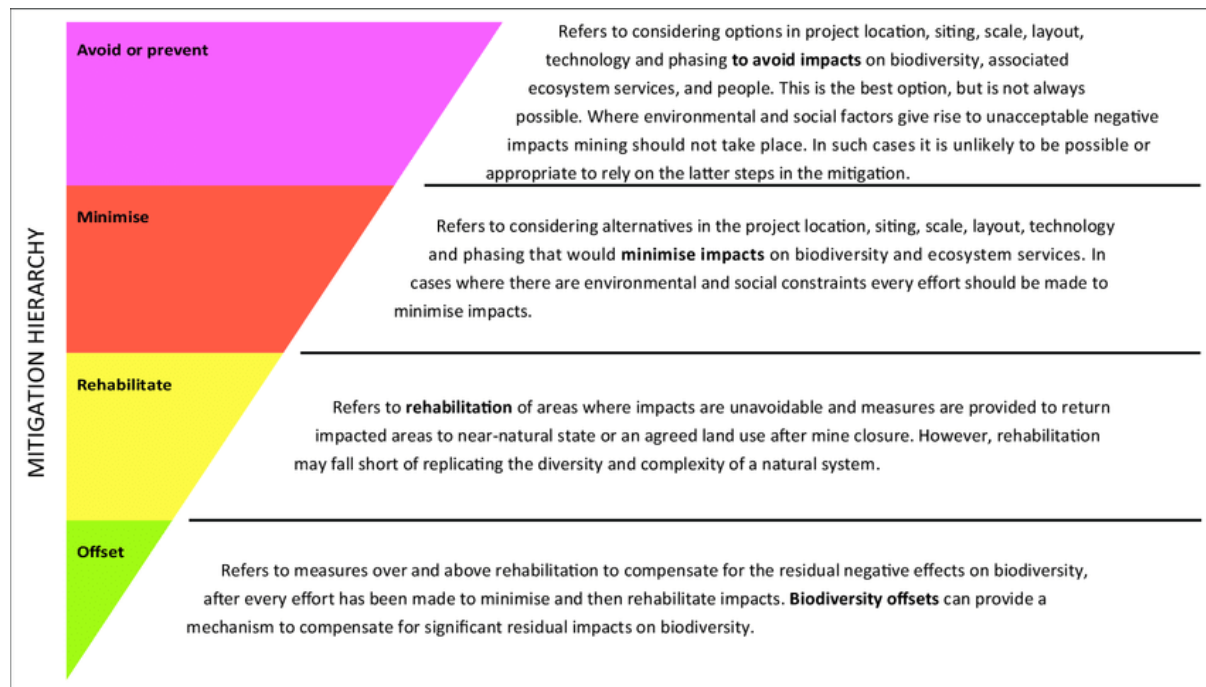 MITIGATION HIERARCHY
Avoid or prevent
Refers to considering options in project location, siting, scale, layout,
technology and phasing to avoid impacts on biodiversity, associated
ecosystem services, and people. This is the best option, but is not always
possible. Where environmental and social factors give rise to unacceptable negative
impacts mining should not take place. In such cases it is unlikely to be possible or
appropriate to rely on the latter steps in the mitigation.
Minimise
Refers to considering alternatives in the project location, siting, scale, layout, technology
and phasing that would minimise impacts on biodiversity and ecosystem services. In
cases where there are environmental and social constraints every effort should be made to
minimise impacts.
Rehabilitate
Refers to rehabilitation of areas where impacts are unavoidable and measures are provided to return
impacted areas to near-natural state or an agreed land use after mine closure. However, rehabilitation
may fall short of replicating the diversity and complexity of a natural system.
Offset
Refers to measures over and above rehabilitation to compensate for the residual negative effects on biodiversity,
after every effort has been made to minimise and then rehabilitate impacts. Biodiversity offsets can provide a
mechanism to compensate for significant residual impacts on biodiversity.